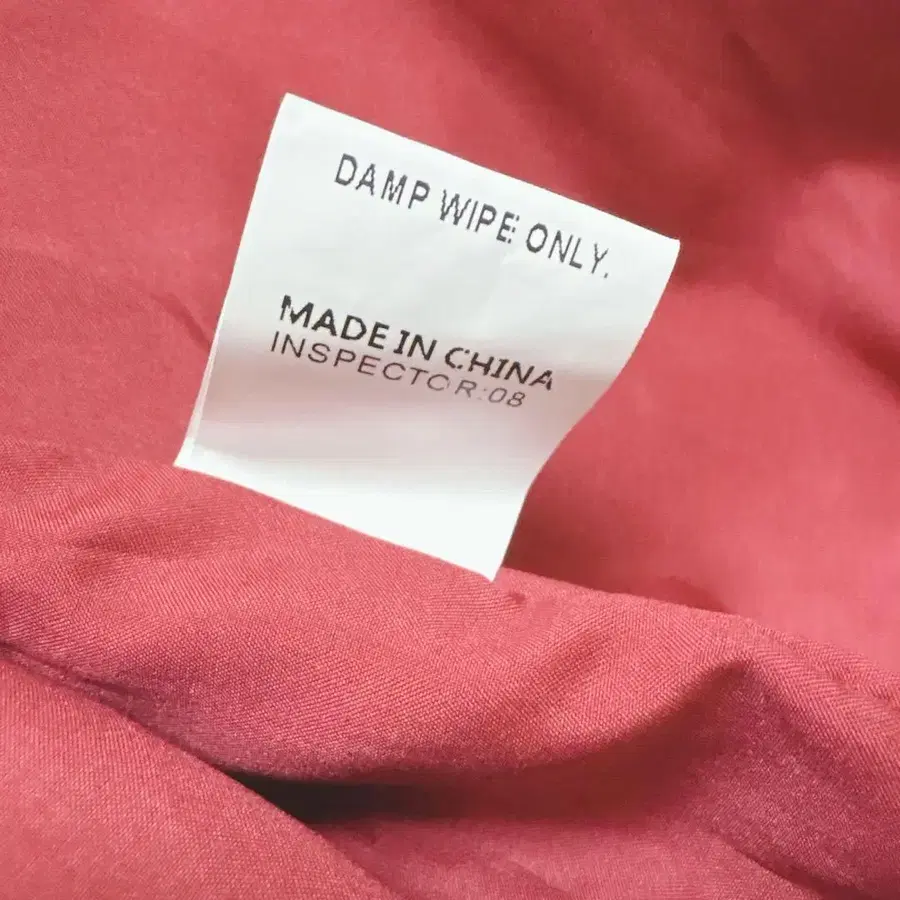 DAMP WIPE ONLY.
MADE IN CHINA
INSPECTOR:08